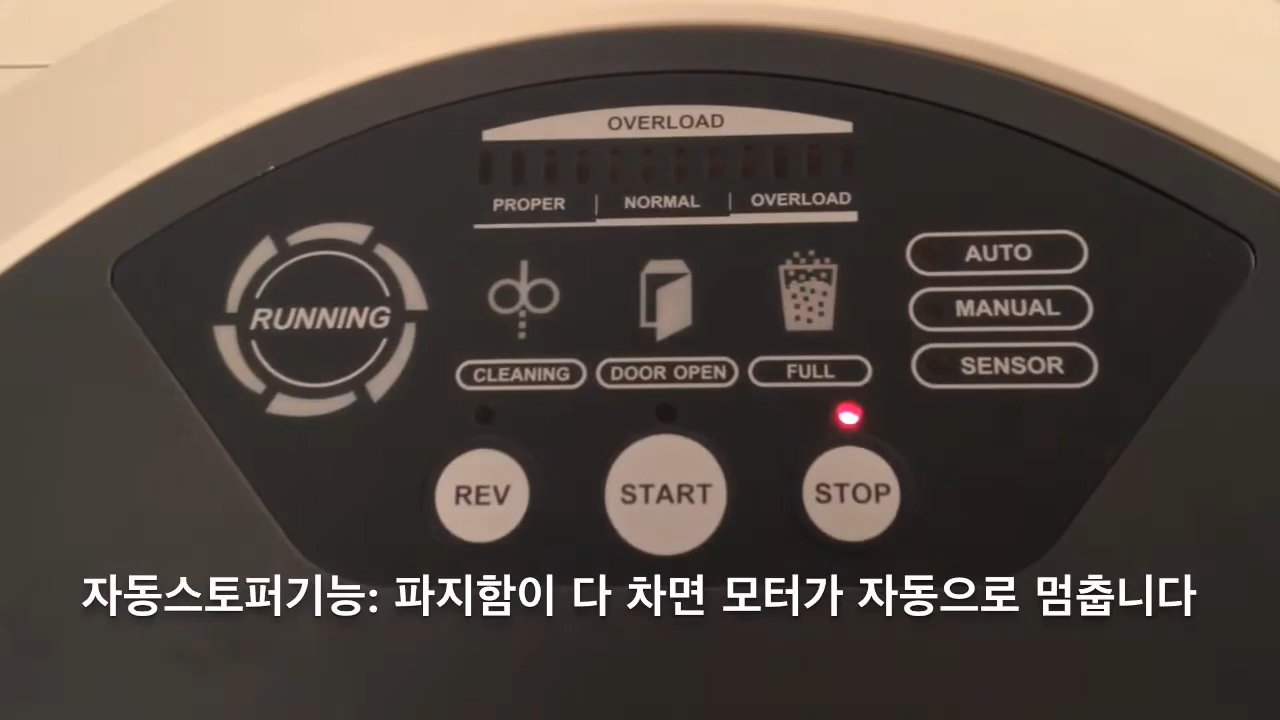 OVERLOAD
PROPER | NORMAL | OVERLOAD
RUNNING
AUTO
MANUAL
SENSOR
CLEANING
DOOR OPEN
FULL
REV
START
STOP
자동스토퍼기능: 파지함이 다 차면 모터가 자동으로 멈춥니다